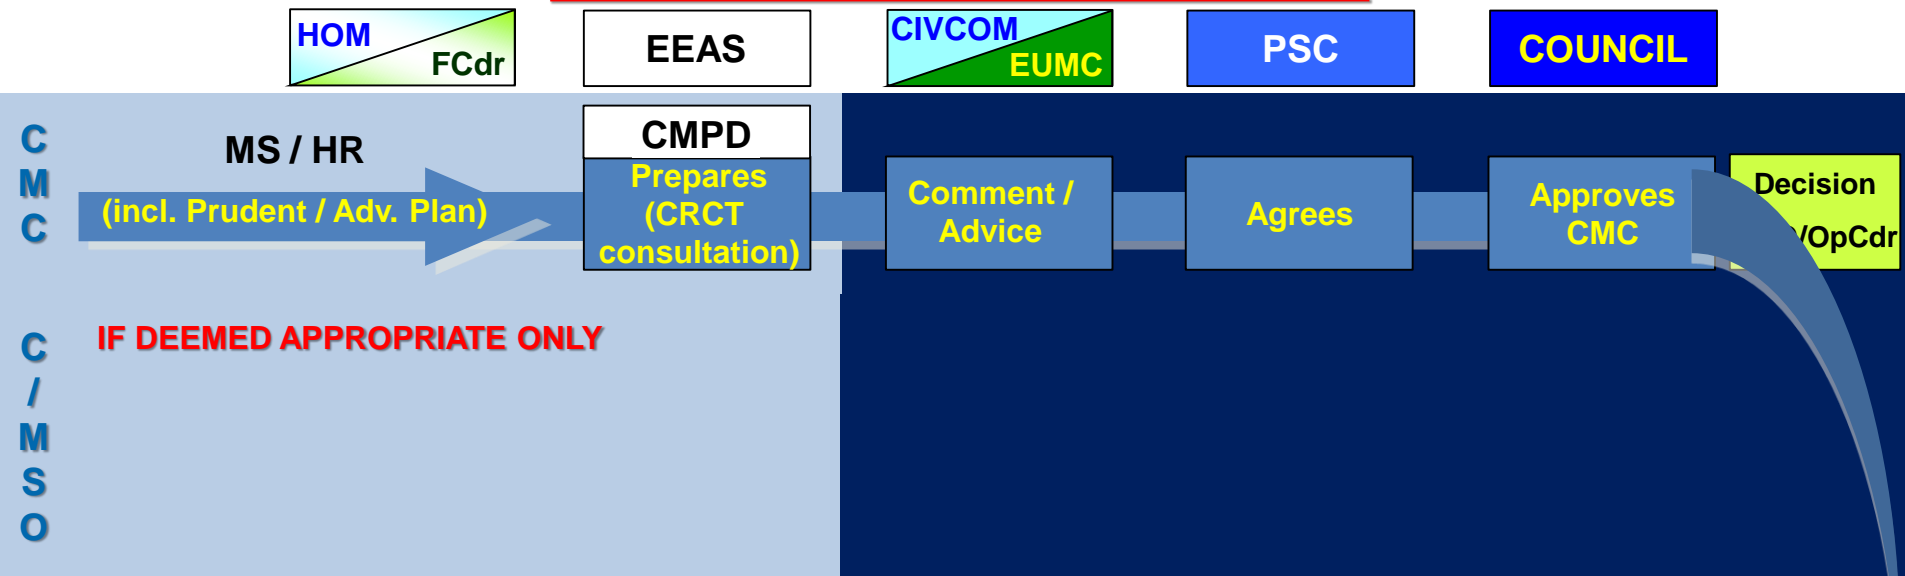 HOM
FCdr
EEAS
CIVCOM
EUMC
PSC
COUNCIL
C
M
C
MS / HR
(incl. Prudent / Adv. Plan)
CMPD
Prepares
(CRCT
consultation)
Comment /
Advice
Agrees
Approves
CMC
Decision
/OpCdr
C
/
M
S
O
IF DEEMED APPROPRIATE ONLY